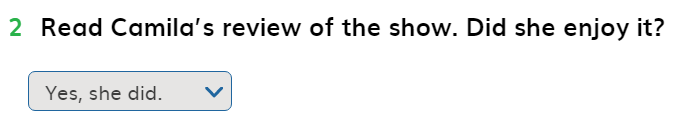 2 Read Camila's review of the show. Did she enjoy it?
Yes, she did.